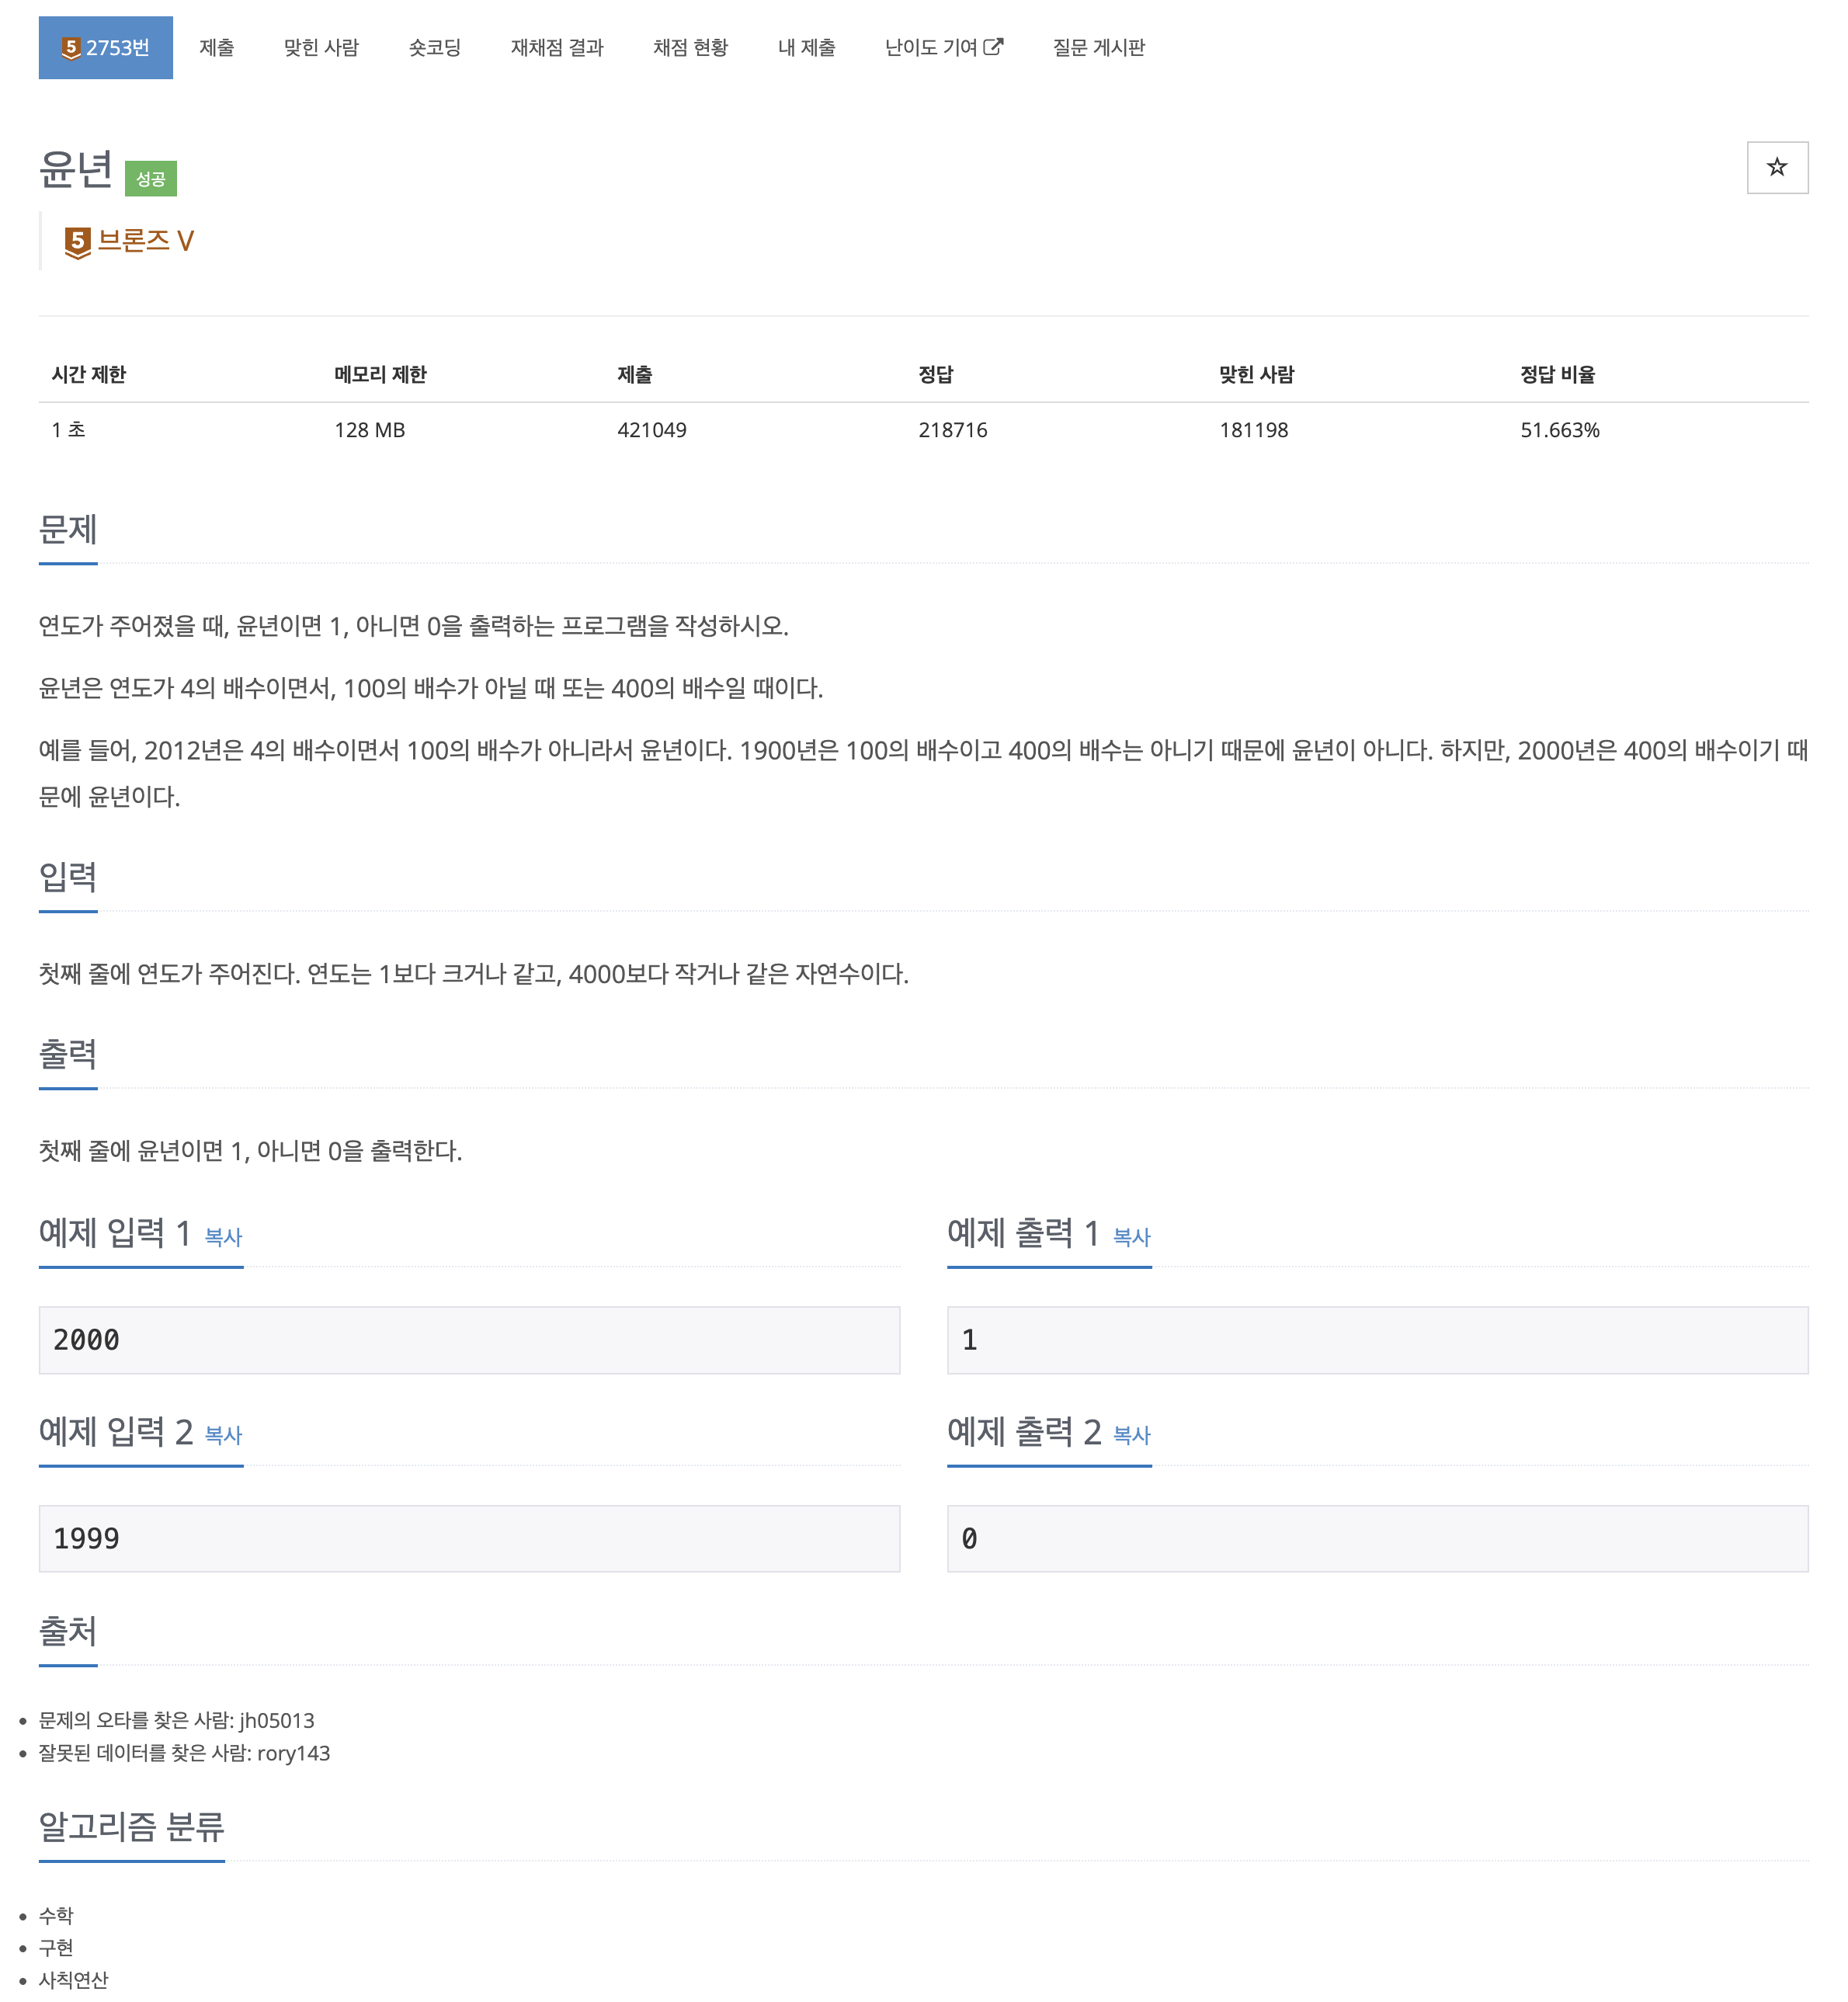 5 2753번 제출 맞힌 사람 숏코딩 재채점 결과 채점 현황 내 제출 난이도 기여 질문 게시판
윤년 성공
5 브론즈 V
시간 제한 메모리 제한 제출 정답 맞힌 사람 정답 비율
1 초 128 MB 421049 218716 181198 51.663%
문제
연도가 주어졌을 때, 윤년이면 1, 아니면 0을 출력하는 프로그램을 작성하시오.
윤년은 연도가 4의 배수이면서, 100의 배수가 아닐 때 또는 400의 배수일 때이다.
예를 들어, 2012년은 4의 배수이면서 100의 배수가 아니라서 윤년이다. 1900년은 100의 배수이고 400의 배수는 아니기 때문에 윤년이 아니다. 하지만, 2000년은 400의 배수이기 때
문에 윤년이다.
입력
첫째 줄에 연도가 주어진다. 연도는 1보다 크거나 같고, 4000보다 작거나 같은 자연수이다.
출력
첫째 줄에 윤년이면 1, 아니면 0을 출력한다.
예제 입력 1 복사
2000
예제 출력 1 복사
1
예제 입력 2 복사
1999
예제 출력 2 복사
0
출처
• 문제의 오타를 찾은 사람: jh05013
• 잘못된 데이터를 찾은 사람: rory143
알고리즘 분류
• 수학
• 구현
• 사칙연산